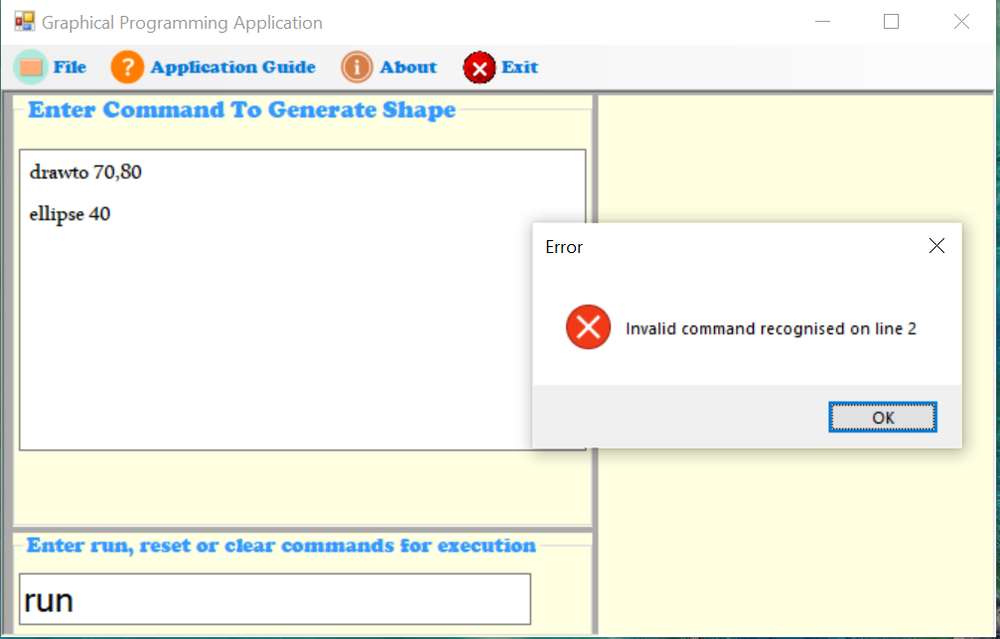 Graphical Programming Application
File Application Guide About Exit
Enter Command To Generate Shape
drawto 70,80
ellipse 40
Error
Invalid command recognised on line 2
OK
Enter run, reset or clear commands for execution
run